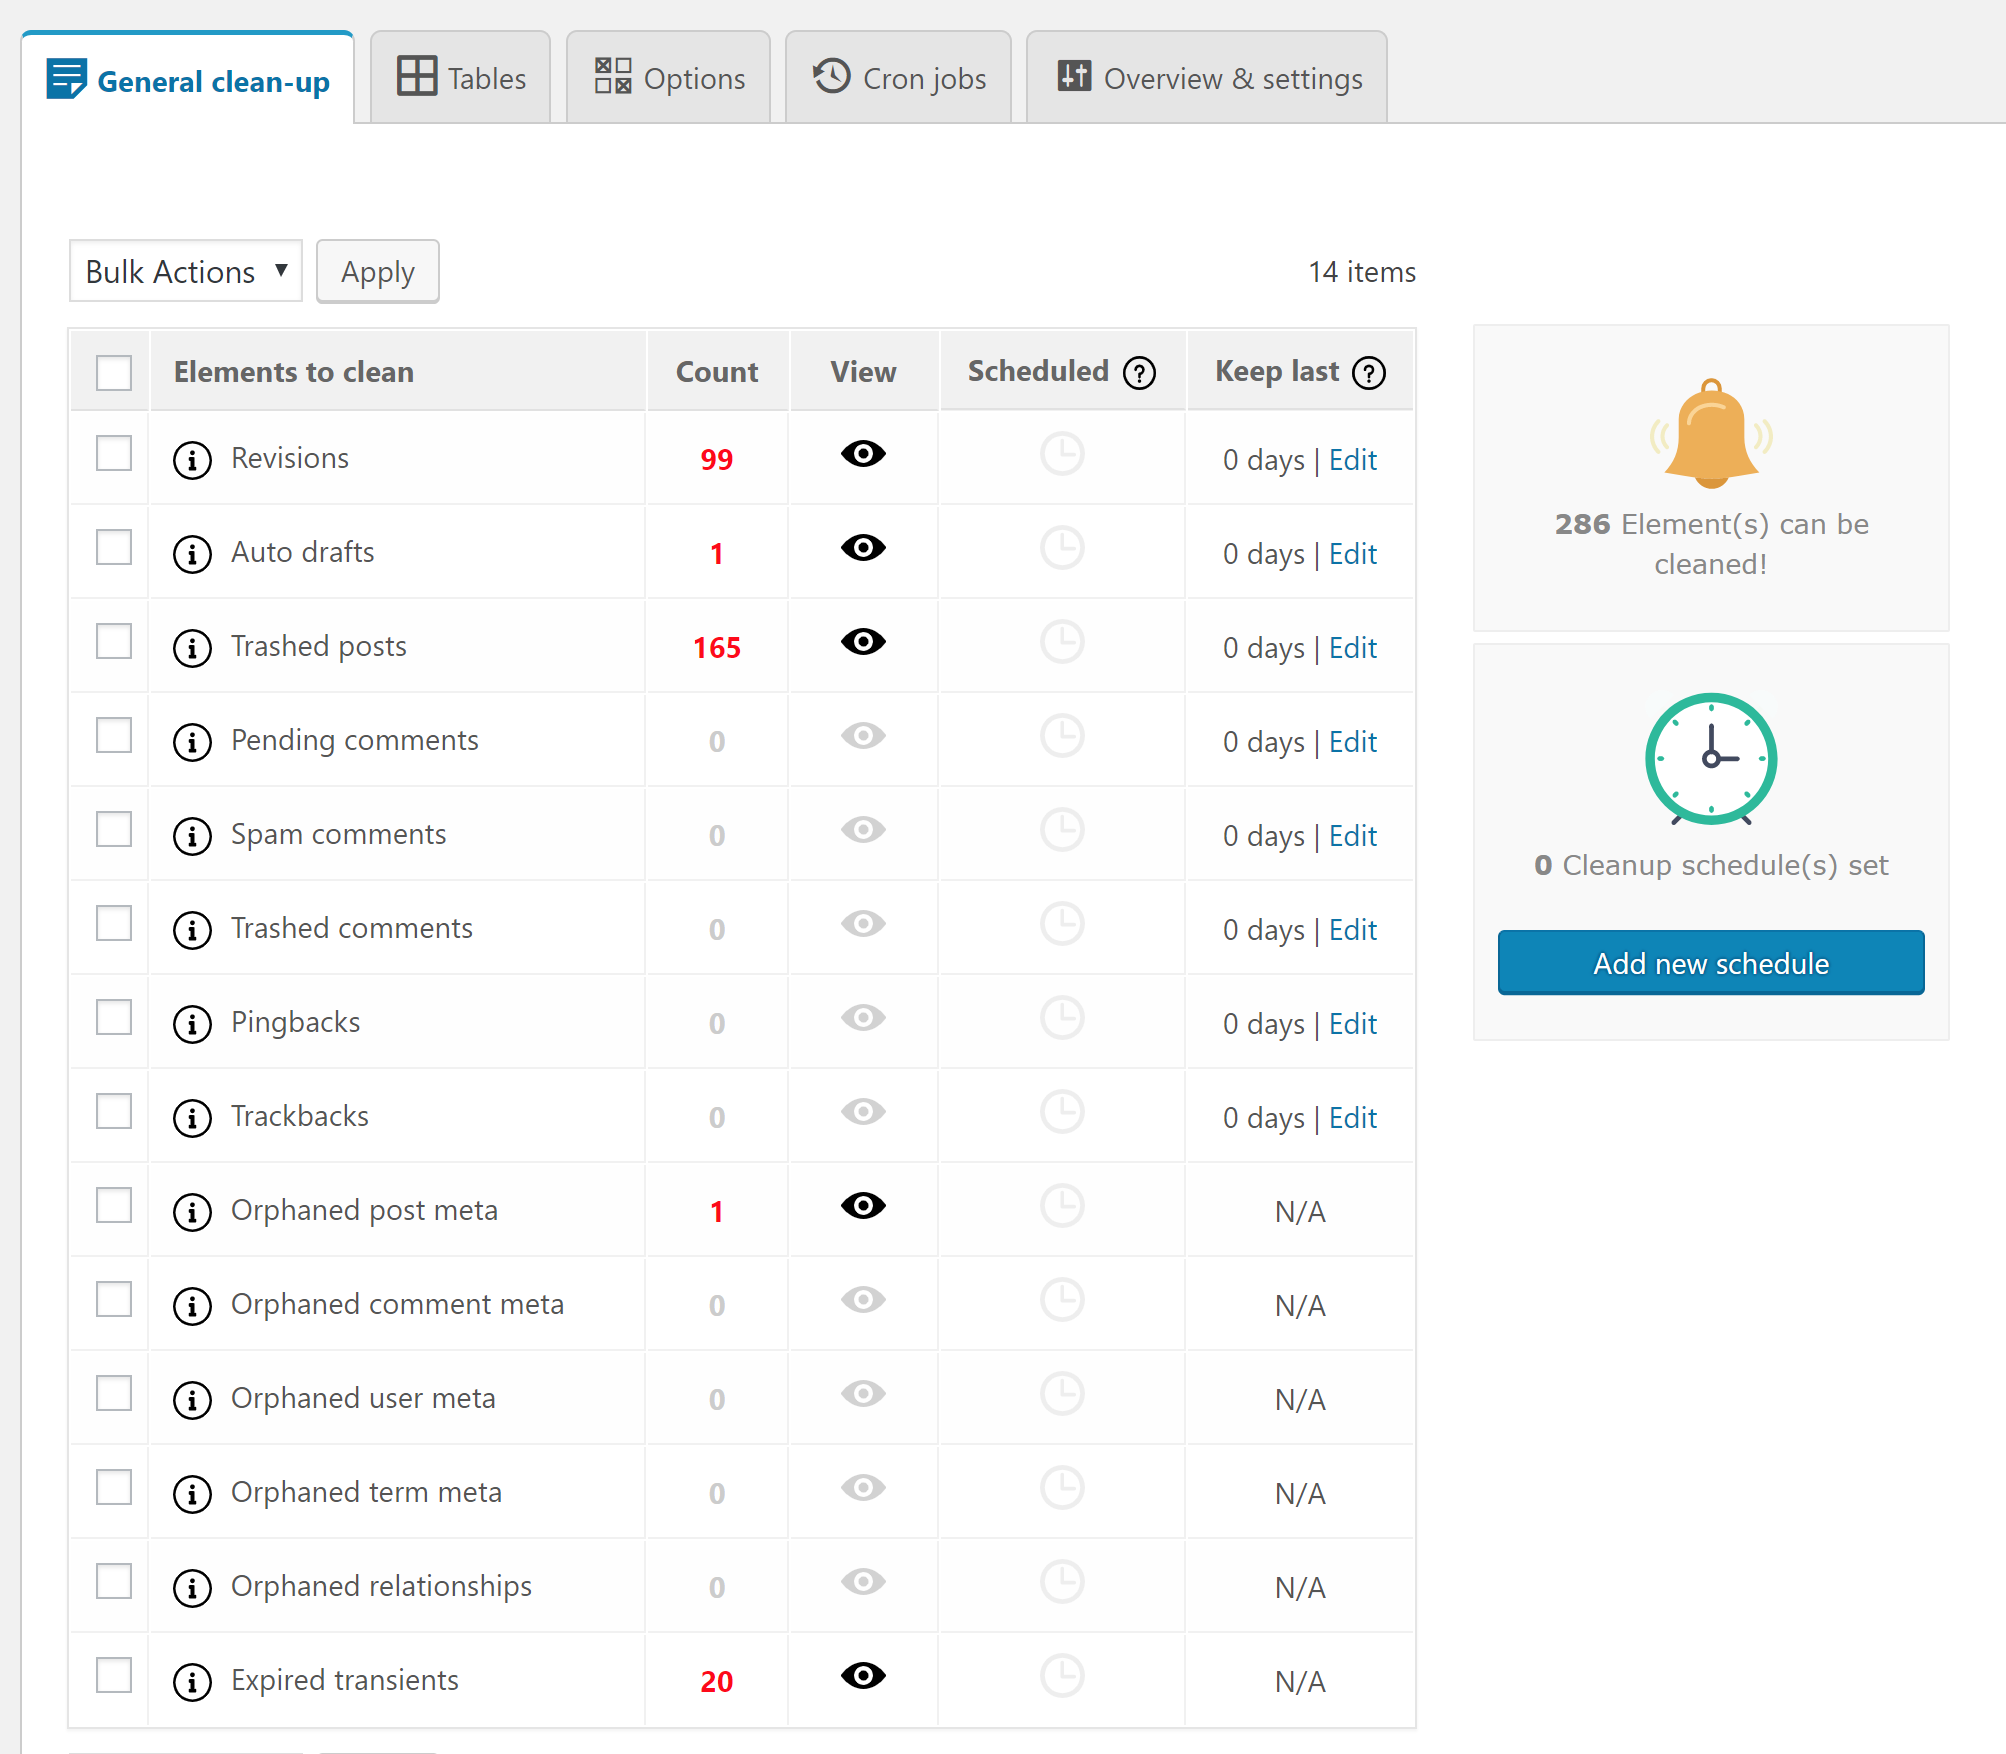 General clean-up Tables Options Cron jobs Overview & settings
Bulk Actions Apply 14 items
Elements to clean Count View Scheduled ? Keep last ?
Revisions 99 0 days | Edit
Auto drafts 1 0 days | Edit
Trashed posts 165 0 days | Edit
Pending comments 0 0 days | Edit
Spam comments 0 0 days | Edit
Trashed comments 0 0 days | Edit
Pingbacks 0 0 days | Edit
Trackbacks 0 0 days | Edit
Orphaned post meta 1 N/A
Orphaned comment meta 0 N/A
Orphaned user meta 0 N/A
Orphaned term meta 0 N/A
Orphaned relationships 0 N/A
Expired transients 20 N/A
286 Element(s) can be
cleaned!
0 Cleanup schedule(s) set
Add new schedule